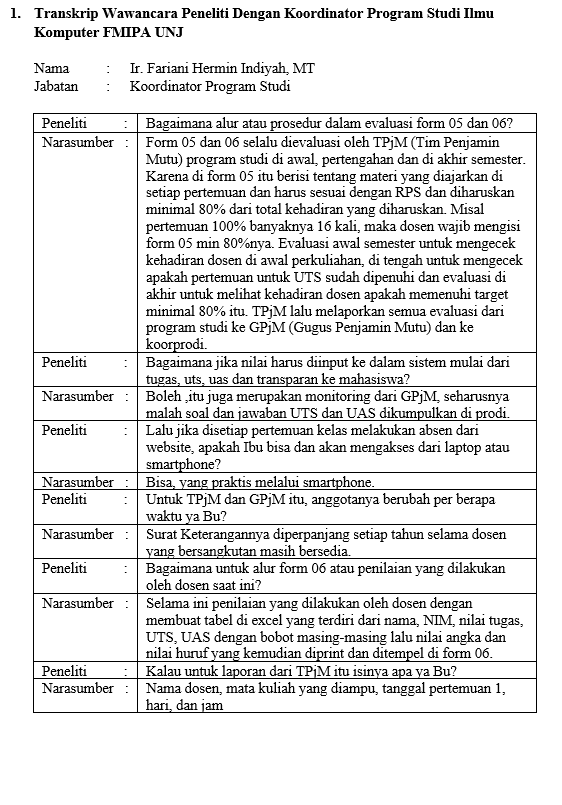 1. Transkrip Wawancara Peneliti Dengan Koordinator Program Studi Ilmu
Komputer FMIPA UNJ
Nama : Ir. Fariani Hermin Indiyah, MT
Jabatan : Koordinator Program Studi
Peneliti : Bagaimana alur atau prosedur dalam evaluasi form 05 dan 06?
Narasumber : Form 05 dan 06 selalu dievaluasi oleh TPjM (Tim Penjamin
Mutu) program studi di awal, pertengahan dan di akhir semester.
Karena di form 05 itu berisi tentang materi yang diajarkan di
setiap pertemuan dan harus sesuai dengan RPS dan diharuskan
minimal 80% dari total kehadiran yang diharuskan. Misal
pertemuan 100% banyaknya 16 kali, maka dosen wajib mengisi
form 05 min 80%nya. Evaluasi awal semester untuk mengecek
kehadiran dosen di awal perkuliahan, di tengah untuk mengecek
apakah pertemuan untuk UTS sudah dipenuhi dan evaluasi di
akhir untuk melihat kehadiran dosen apakah memenuhi target
minimal 80% itu. TPjM lalu melaporkan semua evaluasi dari
program studi ke GPjM (Gugus Penjamin Mutu) dan ke
koorprodi.
Peneliti : Bagaimana jika nilai harus diinput ke dalam sistem mulai dari
tugas, uts, uas dan transparan ke mahasiswa?
Narasumber : Boleh ,itu juga merupakan monitoring dari GPjM, seharusnya
malah soal dan jawaban UTS dan UAS dikumpulkan di prodi.
Peneliti : Lalu jika disetiap pertemuan kelas melakukan absen dari
website, apakah Ibu bisa dan akan mengakses dari laptop atau
smartphone?
Narasumber : Bisa, yang praktis melalui smartphone.
Peneliti : Untuk TPjM dan GPjM itu, anggotanya berubah per berapa
waktu ya Bu?
Narasumber : Surat Keterangannya diperpanjang setiap tahun selama dosen
yang bersangkutan masih bersedia.
Peneliti : Bagaimana untuk alur form 06 atau penilaian yang dilakukan
oleh dosen saat ini?
Narasumber : Selama ini penilaian yang dilakukan oleh dosen dengan
membuat tabel di excel yang terdiri dari nama, NIM, nilai tugas,
UTS, UAS dengan bobot masing-masing lalu nilai angka dan
nilai huruf yang kemudian diprint dan ditempel di form 06.
Peneliti : Kalau untuk laporan dari TPjM itu isinya apa ya Bu?
Narasumber : Nama dosen, mata kuliah yang diampu, tanggal pertemuan 1,
hari, dan jam